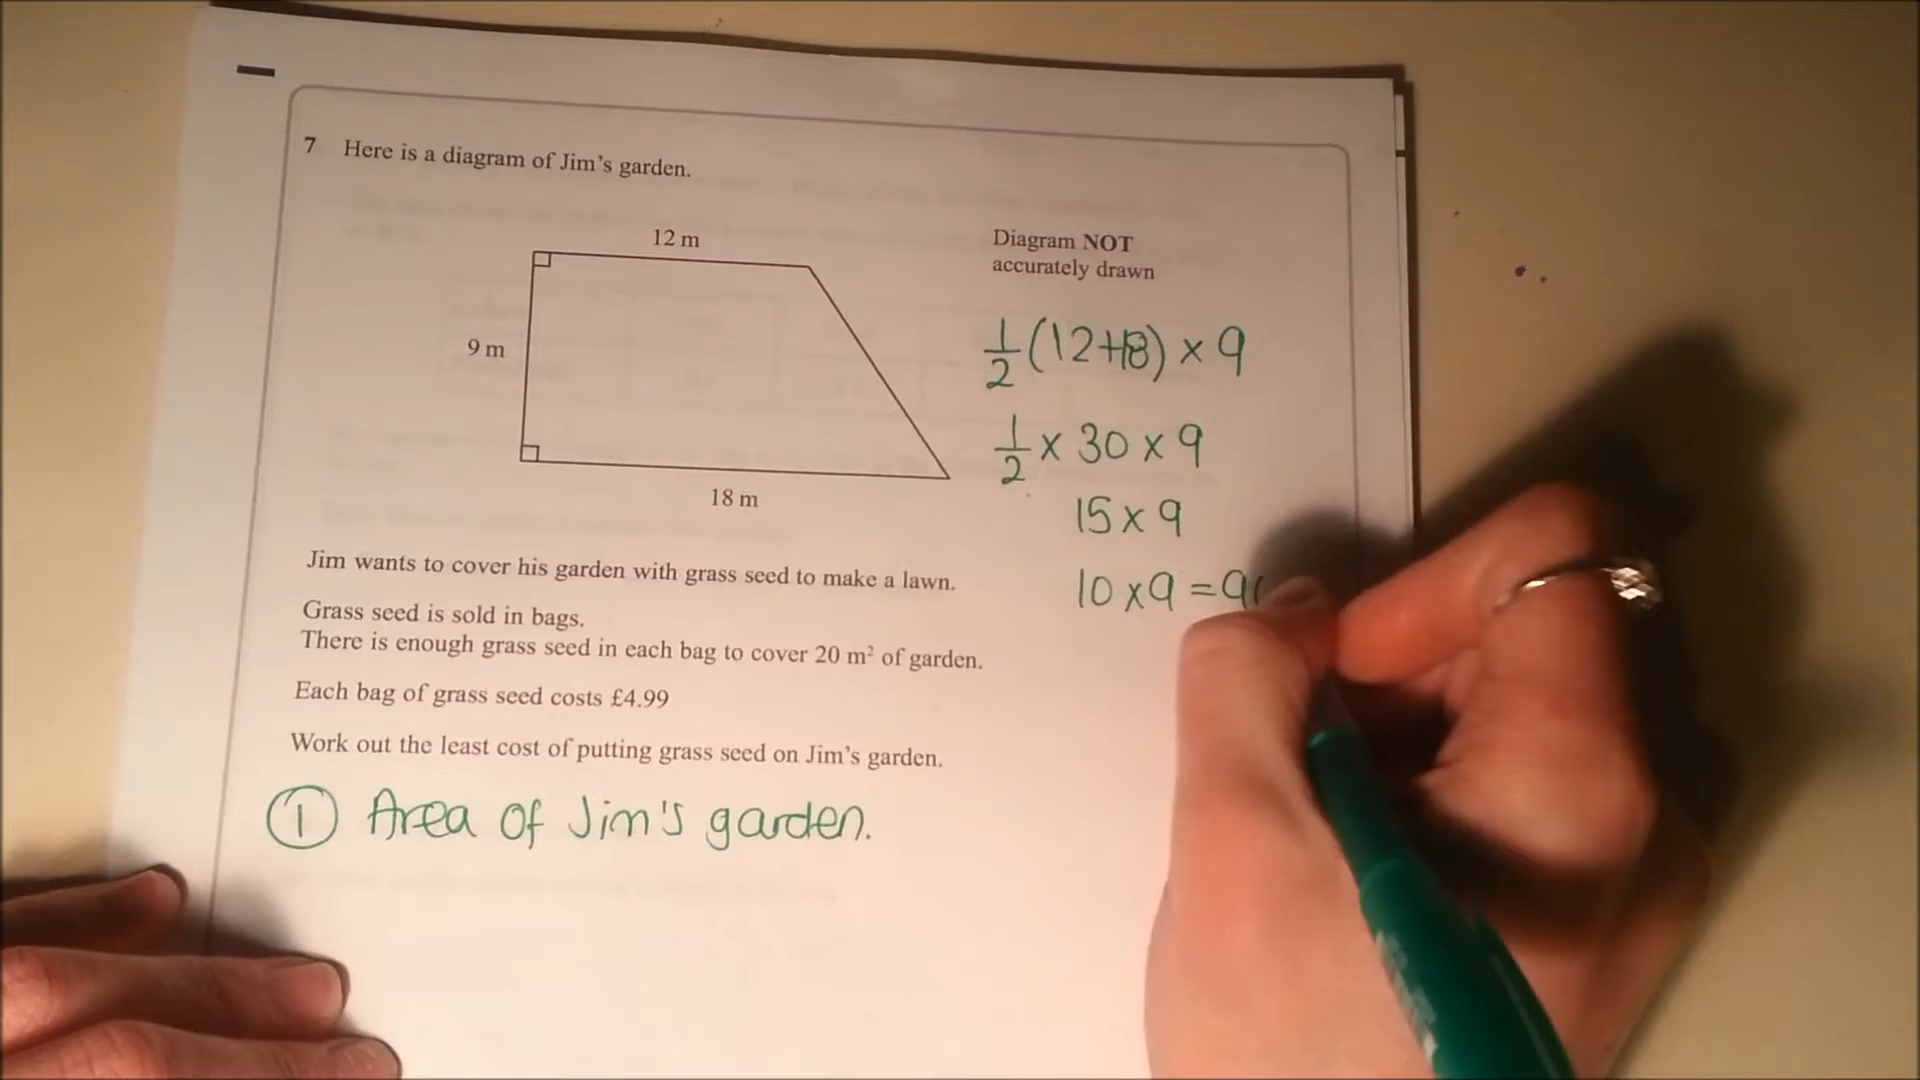 7 Here is a diagram of Jim's garden.
12 m
Diagram NOT
accurately drawn
9 m
18 m
½(12+18) × 9
½ × 30 × 9
15 × 9
10 × 9 = 9
Jim wants to cover his garden with grass seed to make a lawn.
Grass seed is sold in bags.
There is enough grass seed in each bag to cover 20 m² of garden.
Each bag of grass seed costs £4.99
Work out the least cost of putting grass seed on Jim's garden.
① Area of Jim's garden.